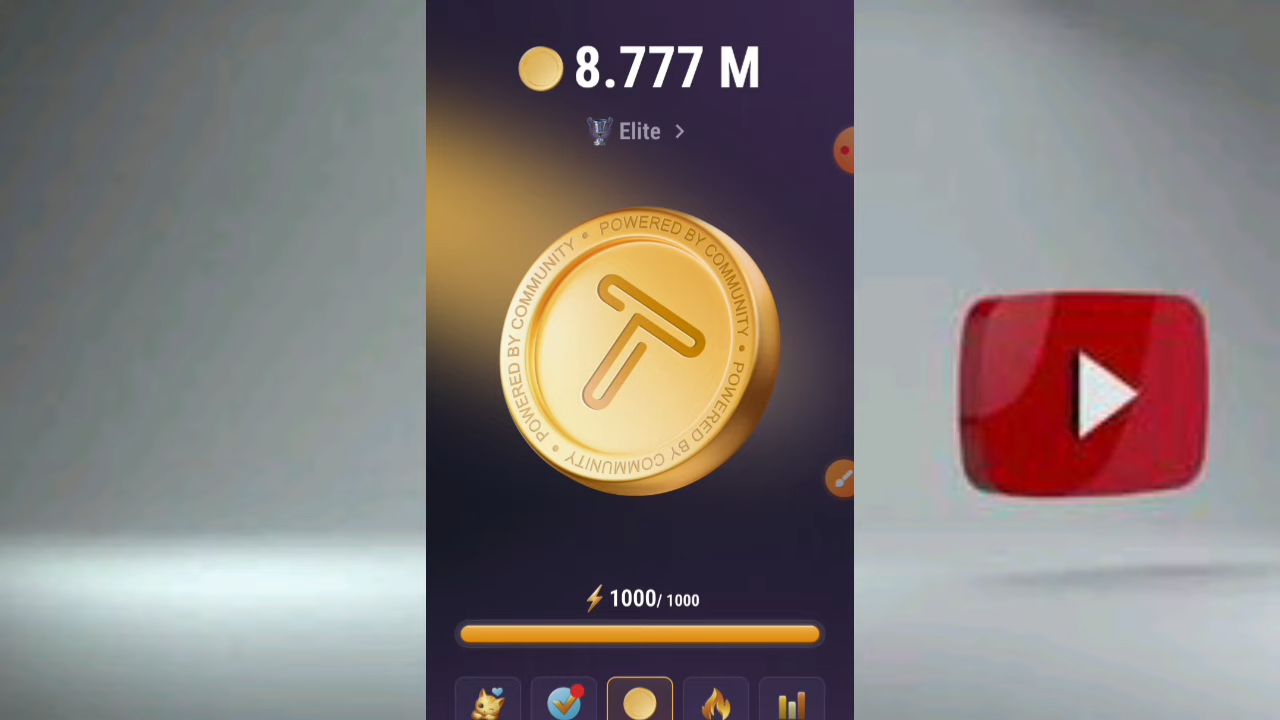 8.777 M
Elite
POWERED BY COMMUNITY • POWERED BY COMMUNITY • POWERED BY COMMUNITY •
T
1000/ 1000